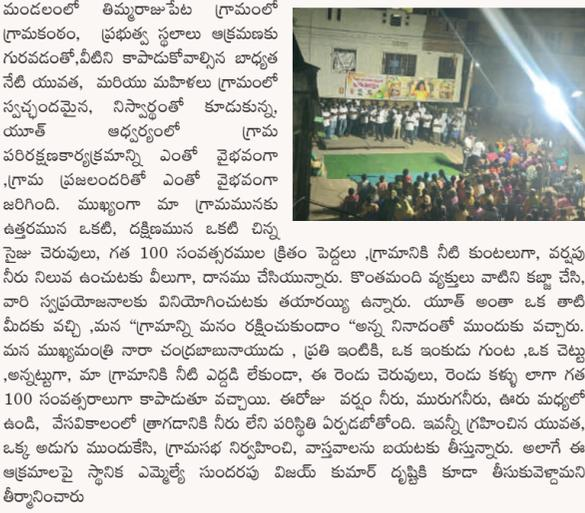 మండలంలో తిమ్మరాజుపేట గ్రామంలో
గ్రామకంఠం, ప్రభుత్వ స్థలాలు ఆక్రమణకు
గురవడంతో,వీటిని కాపాడుకోవాల్సిన బాధ్యత
నేటి యువత, మరియు మహిళలు గ్రామంలో
స్వచ్ఛందమైన, నిస్వార్థంతో కూడుకున్న,
యూత్ ఆధ్వర్యంలో గ్రామ
పరిరక్షణకార్యక్రమాన్ని ఎంతో వైభవంగా
,గ్రామ ప్రజలందరితో ఎంతో వైభవంగా
జరిగింది. ముఖ్యంగా మా గ్రామమునకు
ఉత్తరమున ఒకటి, దక్షిణమున ఒకటి చిన్న
సైజు చెరువులు, గత 100 సంవత్సరముల క్రితం పెద్దలు ,గ్రామానికి నీటి కుంటలుగా, వర్షపు
నీరు నిలువ ఉంచుటకు వీలుగా, దానము చేసియున్నారు. కొంతమంది వ్యక్తులు వాటిని కబ్జా చేసి,
వారి స్వప్రయోజనాలకు వినియోగించుటకు తయారయ్యి ఉన్నారు. యూత్ అంతా ఒక తాటి
మీదకు వచ్చి ,మన “గ్రామాన్ని మనం రక్షించుకుందాం “అన్న నినాదంతో ముందుకు వచ్చారు.
మన ముఖ్యమంత్రి నారా చంద్రబాబునాయుడు , ప్రతి ఇంటికి, ఒక ఇంకుడు గుంట ,ఒక చెట్టు
,అన్నట్టుగా, మా గ్రామానికి నీటి ఎద్దడి లేకుండా, ఈ రెండు చెరువులు, రెండు కళ్ళు లాగా గత
100 సంవత్సరాలుగా కాపాడుతూ వచ్చాయి. ఈరోజు వర్షం నీరు, మురుగనీరు, ఊరు మధ్యలో
ఉండి, వేసవికాలంలో త్రాగడానికి నీరు లేని పరిస్థితి ఏర్పడబోతోంది. ఇవన్నీ గ్రహించిన యువత,
ఒక్క అడుగు ముందుకేసి, గ్రామసభ నిర్వహించి, వాస్తవాలను బయటకు తీస్తున్నారు. అలాగే ఈ
ఆక్రమాలపై స్థానిక ఎమ్మెల్యే సుందరపు విజయ్ కుమార్ దృష్టికి కూడా తీసుకువెళ్దామని
తీర్మానించారు